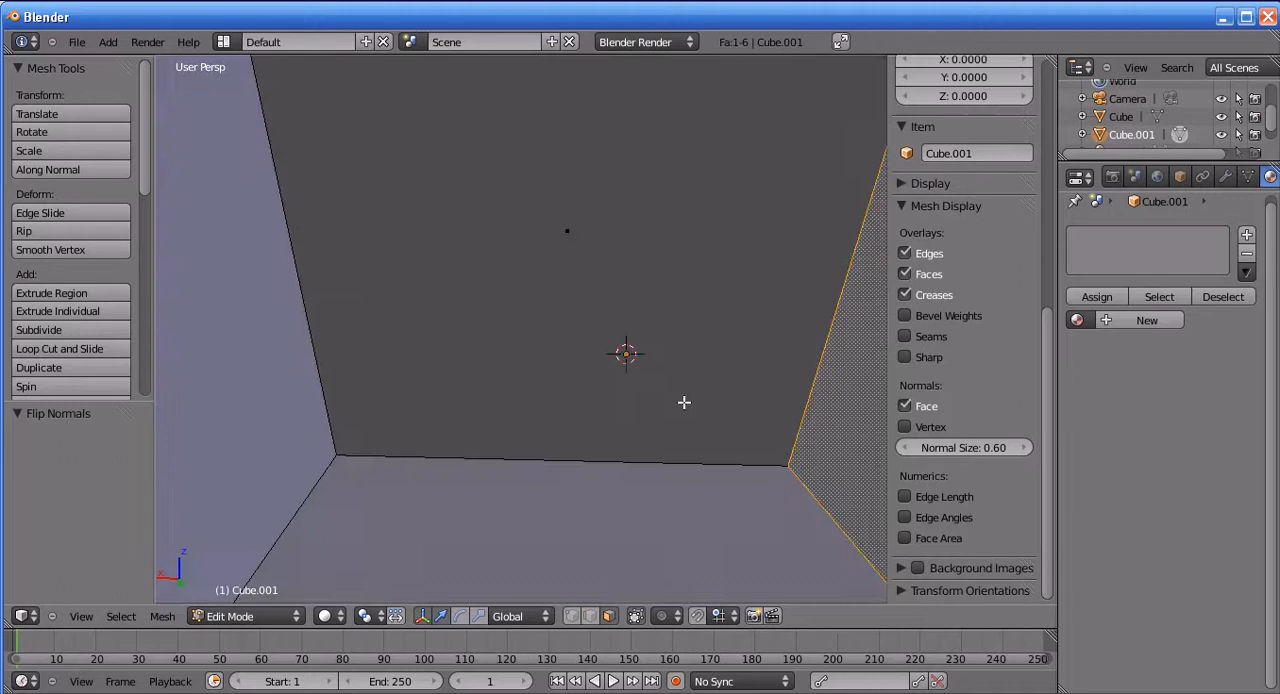 Blender
File Add Render Help Default Scene Blender Render Fa:1-6 | Cube.001
Mesh Tools
Transform:
Translate
Rotate
Scale
Along Normal
Deform:
Edge Slide
Rip
Smooth Vertex
Add:
Extrude Region
Extrude Individual
Subdivide
Loop Cut and Slide
Duplicate
Spin
Flip Normals
User Persp
z
x
(1) Cube.001
X: 0.0000
Y: 0.0000
Z: 0.0000
Item
Cube.001
Display
Mesh Display
Overlays:
Edges
Faces
Creases
Bevel Weights
Seams
Sharp
Normals:
Face
Vertex
Normal Size: 0.60
Numerics:
Edge Length
Edge Angles
Face Area
Background Images
Transform Orientations
View Search All Scenes
World
Camera
Cube
Cube.001
Cube.001
Assign Select Deselect
New
View Select Mesh Edit Mode Global
10 20 30 40 50 60 70 80 90 100 110 120 130 140 150 160 170 180 190 200 210 220 230 240 250
View Frame Playback Start: 1 End: 250 1 No Sync